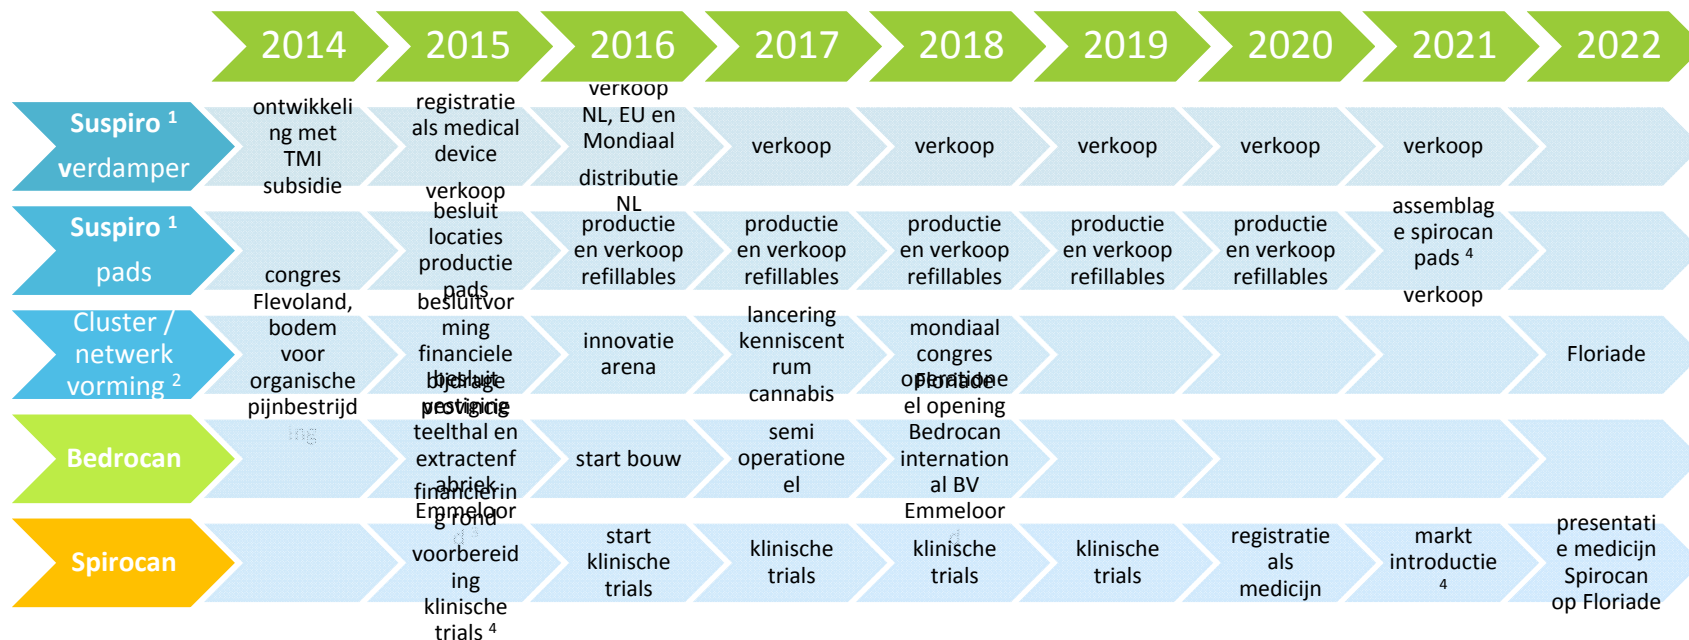 2014
2015
2016
2017
2018
2019
2020
2021
2022
Suspiro 1
verdamper
ontwikkeli
ng met
TMI
subsidie
registratie
als medical
device
verkoop
verkoop
NL, EU en
Mondiaal
distributie
NL
verkoop
verkoop
verkoop
verkoop
verkoop
Suspiro 1
pads
besluit
locaties
productie
pads
productie
en verkoop
refillables
productie
en verkoop
refillables
productie
en verkoop
refillables
productie
en verkoop
refillables
productie
en verkoop
refillables
assemblag
e spirocan
pads 4
verkoop
Cluster /
netwerk
vorming 2
congres
Flevoland,
bodem
voor
organische
pijnbestrijd
ing
besluitvor
ming
financiele
bijdrage
provincie
innovatie
arena
lancering
kenniscent
rum
cannabis
mondiaal
congres
Floriade
Floriade
Bedrocan
besluit
vestiging
teelthal en
extractenf
abriek
Emmeloor
d 3
start bouw
semi
operatione
el
operatione
el opening
Bedrocan
internation
al BV
Emmeloor
d
Spirocan
financierin
g rond
voorbereid
ing
klinische
trials 4
start
klinische
trials
klinische
trials
klinische
trials
klinische
trials
registratie
als
medicijn
markt
introductie
4
presentati
e medicijn
Spirocan
op Floriade